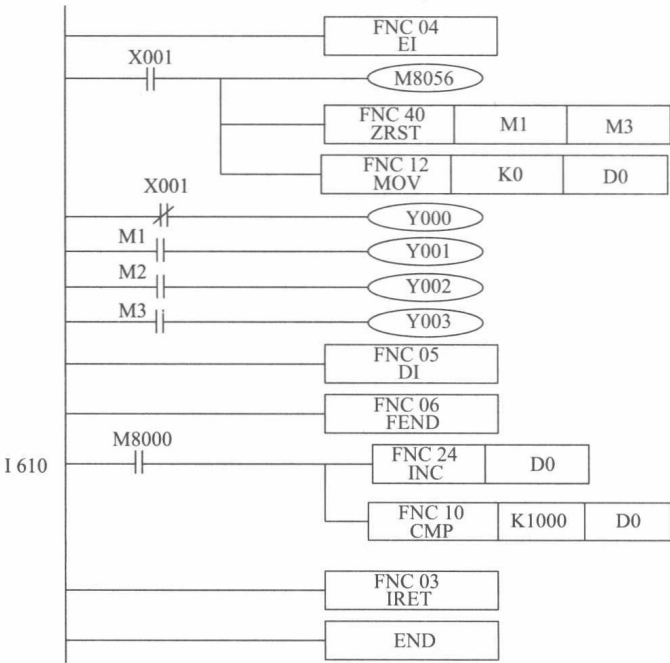 FNC 04
EI
X001
M8056
FNC 40
ZRST M1 M3
FNC 12
MOV K0 D0
X001
Y000
M1
Y001
M2
Y002
M3
Y003
FNC 05
DI
FNC 06
FEND
M8000
I 610
FNC 24
INC D0
FNC 10
CMP K1000 D0
FNC 03
IRET
END